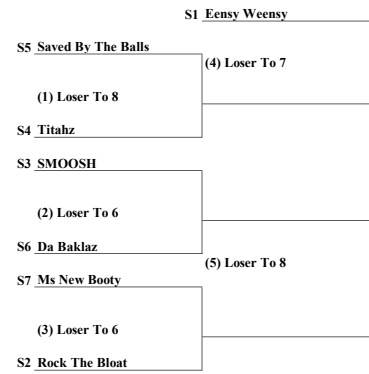 S1 Eensy Weensy
S5 Saved By The Balls
(4) Loser To 7
(1) Loser To 8
S4 Titahz
S3 SMOOSH
(2) Loser To 6
S6 Da Baklaz
(5) Loser To 8
S7 Ms New Booty
(3) Loser To 6
S2 Rock The Bloat